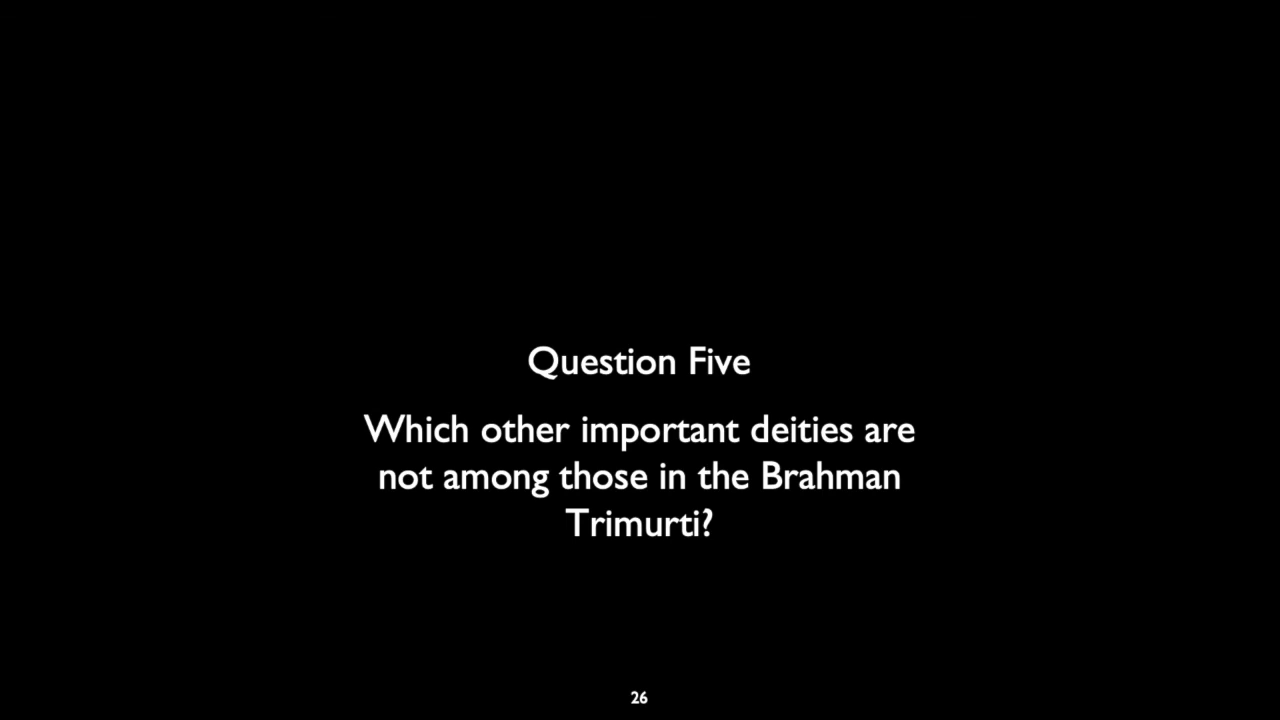 Question Five
Which other important deities are
not among those in the Brahman
Trimurti?
26